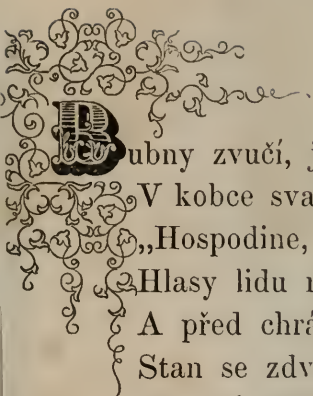 Bubny zvučí,
V kobce
„Hospodine,
Hlasy lidu
A před
Stan se